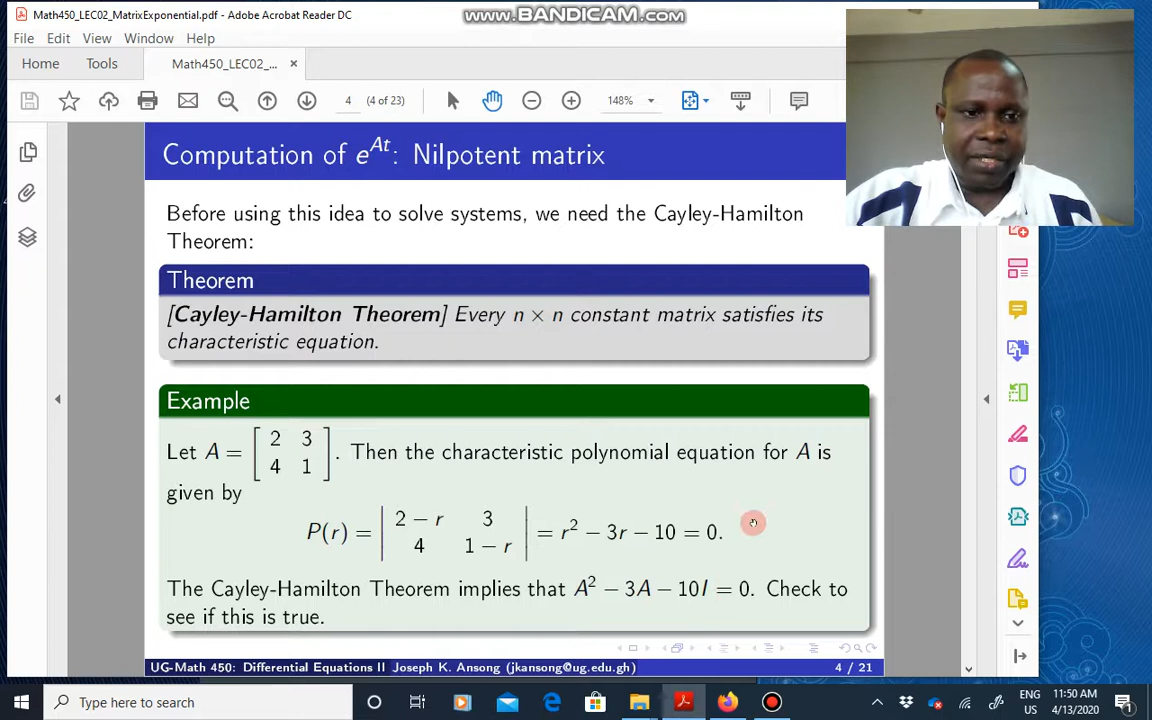 Math450_LEC02_MatrixExponential.pdf - Adobe Acrobat Reader DC
www.BANDICAM.com
File Edit View Window Help
Home Tools Math450_LEC02_... ×
4 (4 of 23) 148%
Computation of e^{At}: Nilpotent matrix
Before using this idea to solve systems, we need the Cayley-Hamilton
Theorem:
Theorem
[Cayley-Hamilton Theorem] Every n × n constant matrix satisfies its
characteristic equation.
Example
Let A = [ 2 3
4 1 ]. Then the characteristic polynomial equation for A is
given by
P(r) = | 2 − r 3
4 1 − r | = r² − 3r − 10 = 0.
The Cayley-Hamilton Theorem implies that A² − 3A − 10I = 0. Check to
see if this is true.
UG-Math 450: Differential Equations II Joseph K. Ansong (jkansong@ug.edu.gh) 4 / 21
Type here to search
ENG 11:50 AM
US 4/13/2020
1